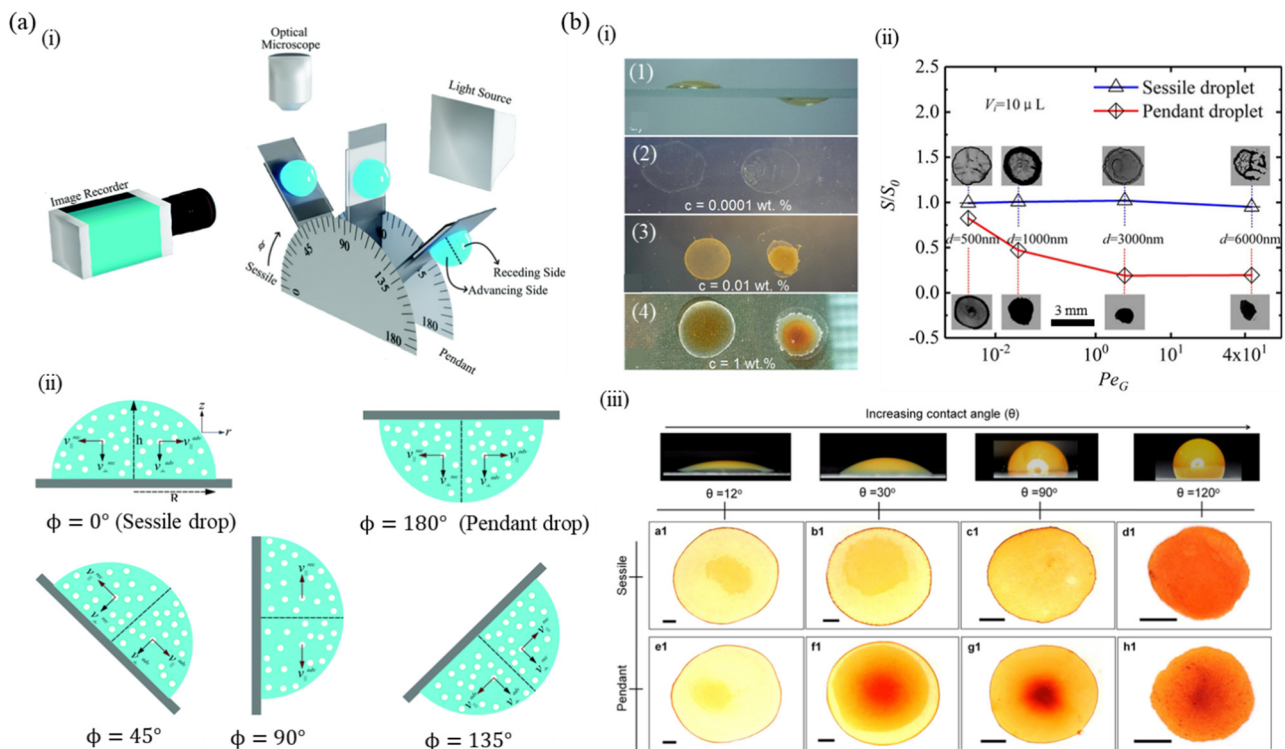 (a)
(i)
Optical
Microscope
Light Source
Image Recorder
ϕ
Sessile
0
45
90
135
180
180
Pendant
Receding Side
Advancing Side
(ii)
z
r
h
R
ϕ = 0° (Sessile drop)
ϕ = 180° (Pendant drop)
ϕ = 45°
ϕ = 90°
ϕ = 135°
(b)
(i)
(1)
(2)
c = 0.0001 wt. %
(3)
c = 0.01 wt. %
(4)
c = 1 wt.%
(ii)
2.5
2.0
1.5
1.0
0.5
0.0
-0.5
S/S₀
Vᵢ=10 μ L
Sessile droplet
Pendant droplet
d=500nm
d=1000nm
d=3000nm
d=6000nm
3 mm
10⁻²
10⁰
10¹
4x10¹
Pe_G
(iii)
Increasing contact angle (θ)
θ =12°
θ =30°
θ =90°
θ =120°
Sessile
a1
b1
c1
d1
Pendant
e1
f1
g1
h1